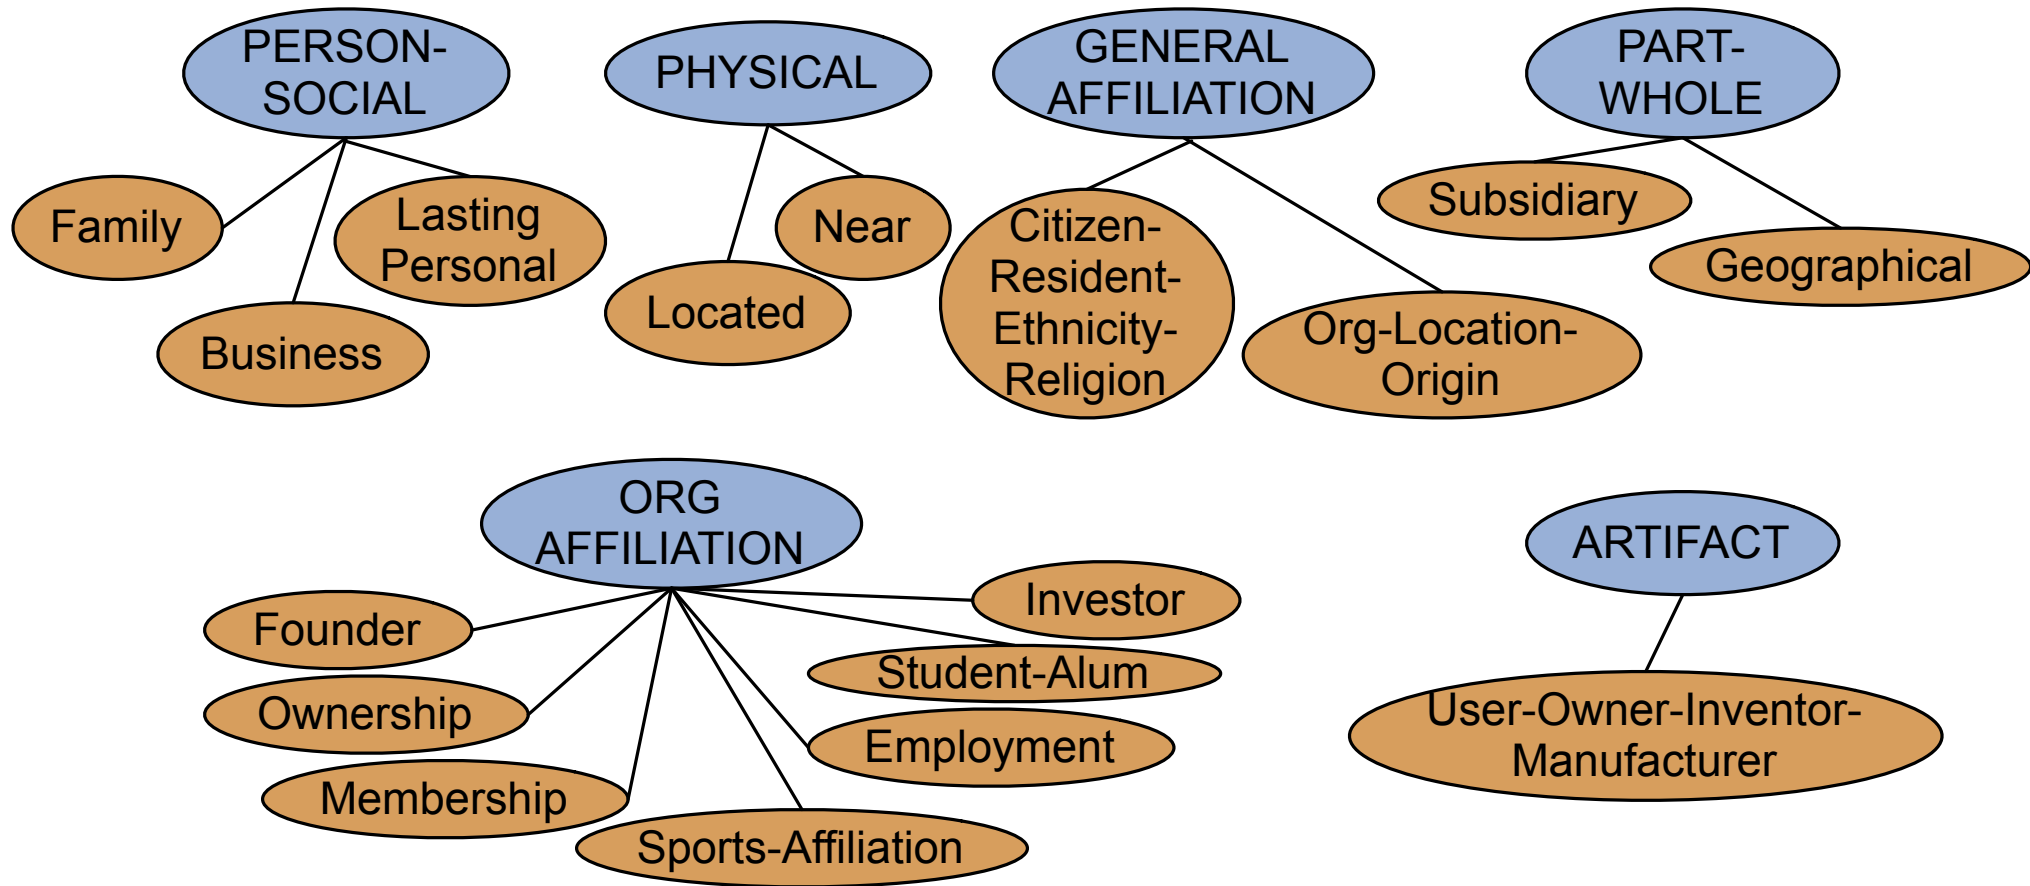 PERSON-
SOCIAL
PHYSICAL
GENERAL
AFFILIATION
PART-
WHOLE
Family
Lasting
Personal
Business
Near
Located
Citizen-
Resident-
Ethnicity-
Religion
Org-Location-
Origin
Subsidiary
Geographical
ORG
AFFILIATION
ARTIFACT
Founder
Ownership
Membership
Sports-Affiliation
Employment
Student-Alum
Investor
User-Owner-Inventor-
Manufacturer